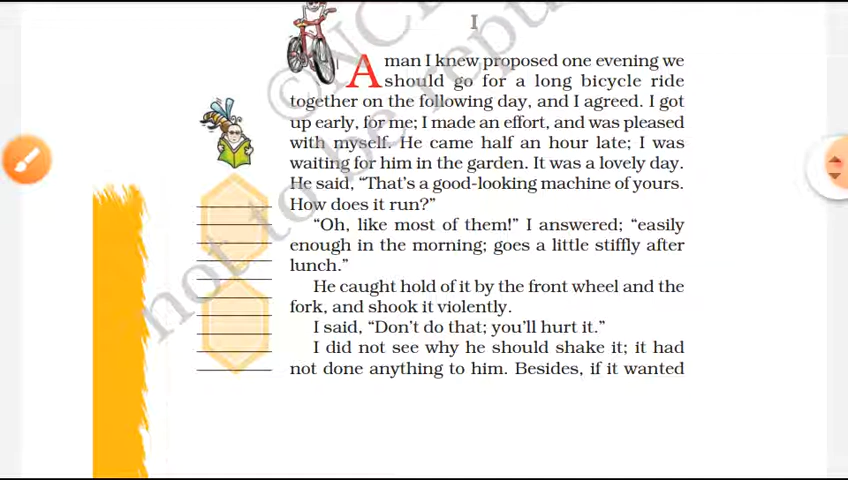 I
A man I knew proposed one evening we
should go for a long bicycle ride
together on the following day, and I agreed. I got
up early, for me; I made an effort, and was pleased
with myself. He came half an hour late; I was
waiting for him in the garden. It was a lovely day.
He said, “That’s a good-looking machine of yours.
How does it run?”
“Oh, like most of them!” I answered; “easily
enough in the morning; goes a little stiffly after
lunch.”
He caught hold of it by the front wheel and the
fork, and shook it violently.
I said, “Don’t do that; you’ll hurt it.”
I did not see why he should shake it; it had
not done anything to him. Besides, if it wanted
©NCE
not to be repu